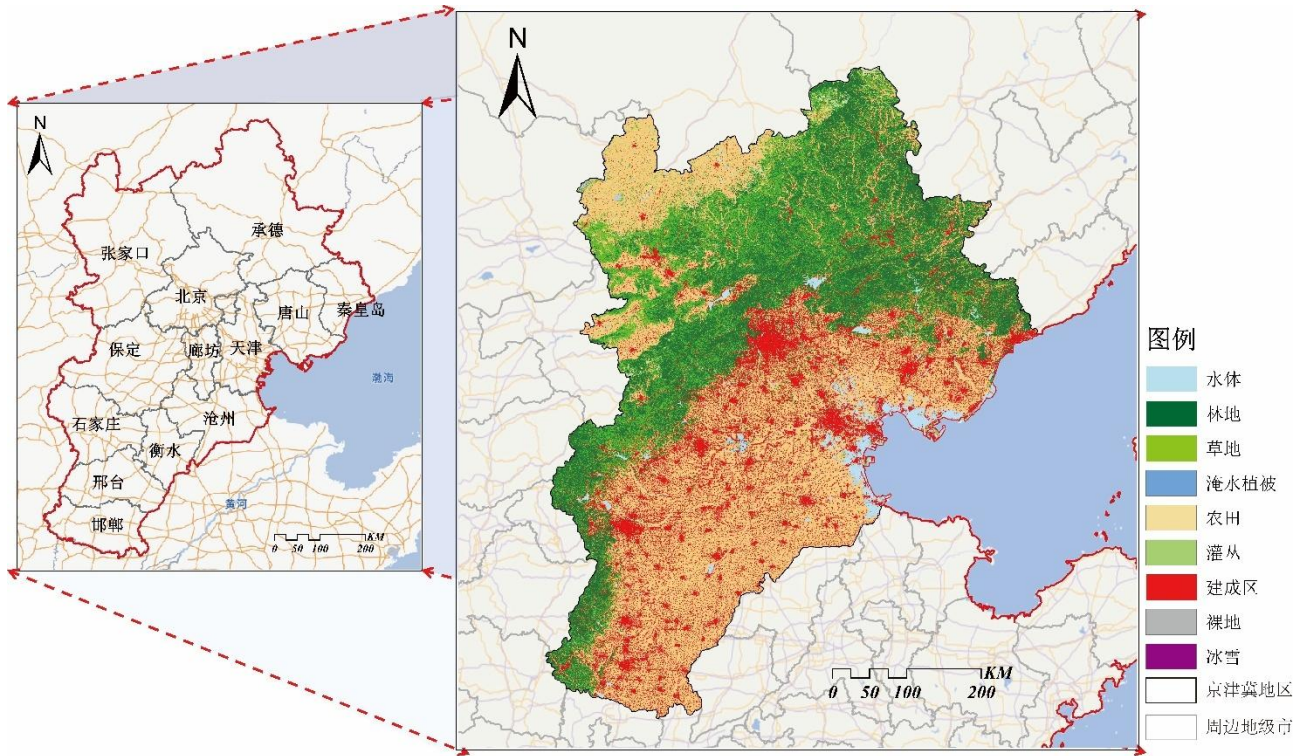 N
张家口
承德
北京
唐山
秦皇岛
保定
廊坊
天津
渤海
石家庄
沧州
衡水
邢台
黄河
邯郸
0 50 100 200
KM
N
KM
0 50 100 200
图例
水体
林地
草地
淹水植被
农田
灌丛
建成区
裸地
冰雪
京津冀地区
周边地级市